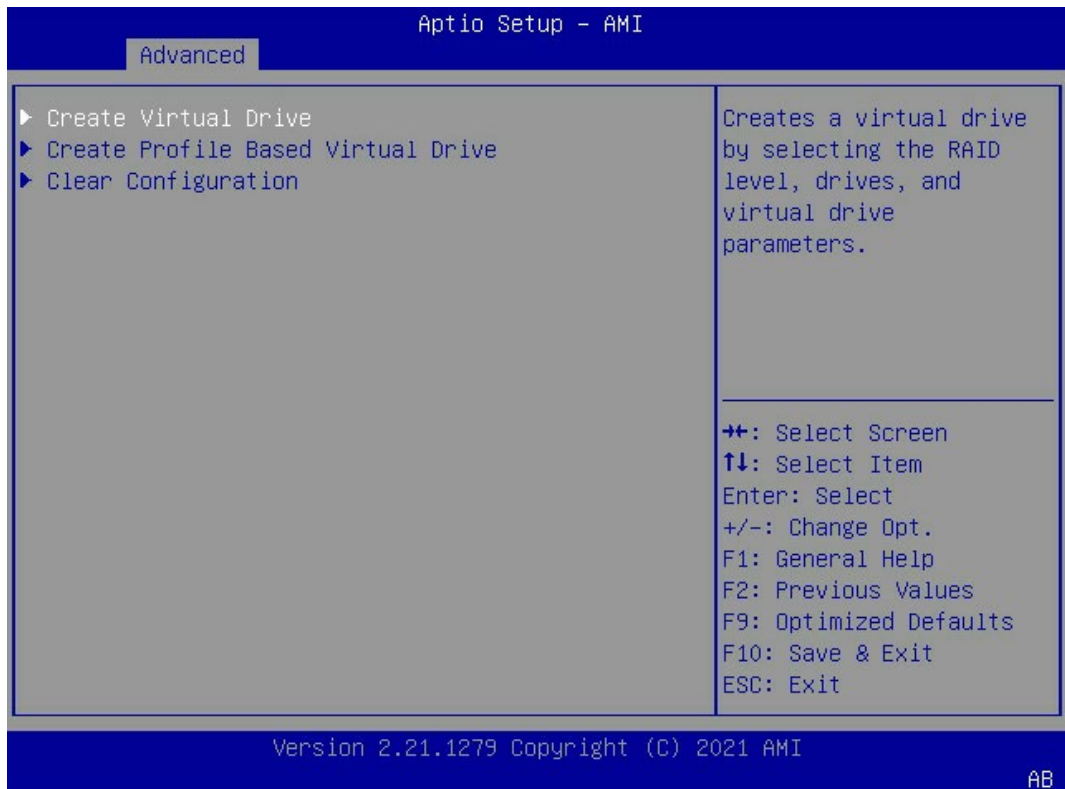 Aptio Setup – AMI
Advanced
▶ Create Virtual Drive
▶ Create Profile Based Virtual Drive
▶ Clear Configuration
Creates a virtual drive
by selecting the RAID
level, drives, and
virtual drive
parameters.
→←: Select Screen
↑↓: Select Item
Enter: Select
+/-: Change Opt.
F1: General Help
F2: Previous Values
F9: Optimized Defaults
F10: Save & Exit
ESC: Exit
Version 2.21.1279 Copyright (C) 2021 AMI
AB